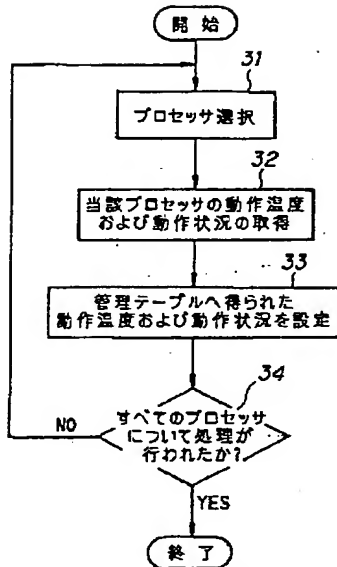 開始
31
プロセッサ選択
32
当該プロセッサの動作温度
および動作状況の取得
33
管理テーブルへ得られた
動作温度および動作状況を設定
34
すべてのプロセッサ
について処理が
行われたか?
NO
YES
終了